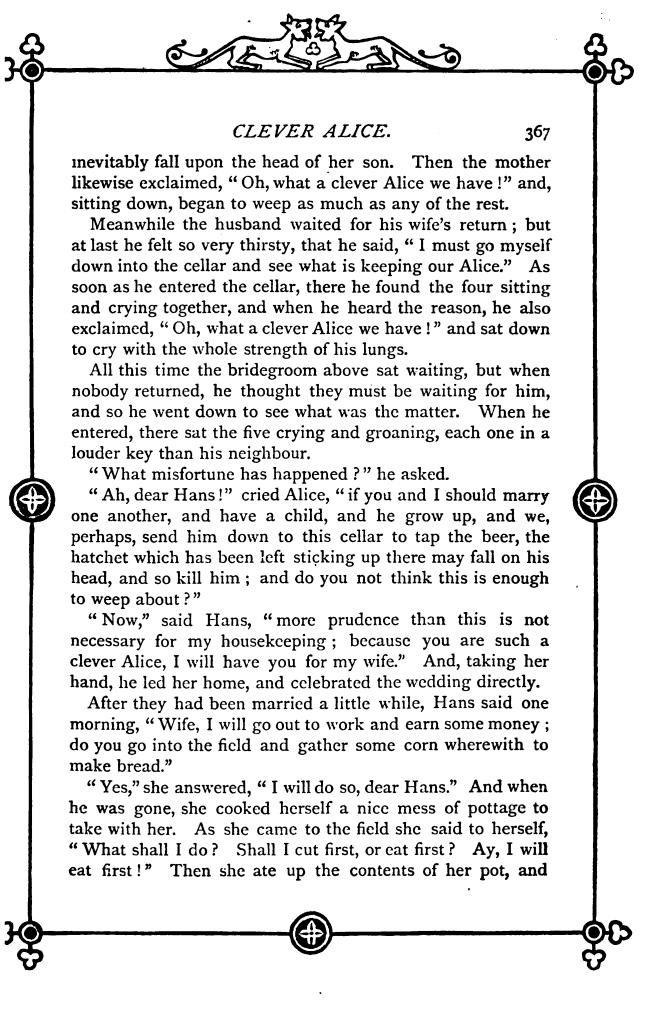 CLEVER ALICE. 367
inevitably fall upon the head of her son. Then the mother
likewise exclaimed, “ Oh, what a clever Alice we have !” and,
sitting down, began to weep as much as any of the rest.
Meanwhile the husband waited for his wife’s return ; but
at last he felt so very thirsty, that he said, “ I must go myself
down into the cellar and see what is keeping our Alice.” As
soon as he entered the cellar, there he found the four sitting
and crying together, and when he heard the reason, he also
exclaimed, “ Oh, what a clever Alice we have ! ” and sat down
to cry with the whole strength of his lungs.
All this time the bridegroom above sat waiting, but when
nobody returned, he thought they must be waiting for him,
and so he went down to see what was the matter. When he
entered, there sat the five crying and groaning, each one in a
louder key than his neighbour.
“ What misfortune has happened ? ” he asked.
“ Ah, dear Hans !” cried Alice, “ if you and I should marry
one another, and have a child, and he grow up, and we,
perhaps, send him down to this cellar to tap the beer, the
hatchet which has been left sticking up there may fall on his
head, and so kill him ; and do you not think this is enough
to weep about ? ”
“ Now,” said Hans, “ more prudence than this is not
necessary for my housekeeping ; because you are such a
clever Alice, I will have you for my wife.” And, taking her
hand, he led her home, and celebrated the wedding directly.
After they had been married a little while, Hans said one
morning, “ Wife, I will go out to work and earn some money ;
do you go into the field and gather some corn wherewith to
make bread.”
“ Yes,” she answered, “ I will do so, dear Hans.” And when
he was gone, she cooked herself a nice mess of pottage to
take with her. As she came to the field she said to herself,
“ What shall I do ? Shall I cut first, or eat first ? Ay, I will
eat first ! ” Then she ate up the contents of her pot, and